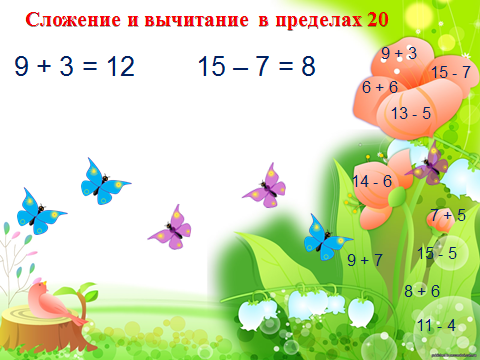 Сложение и вычитание в пределах 20
9 + 3 = 12 15 – 7 = 8
9 + 3
15 - 7
6 + 6
13 - 5
14 - 6
7 + 5
15 - 5
9 + 7
8 + 6
11 - 4